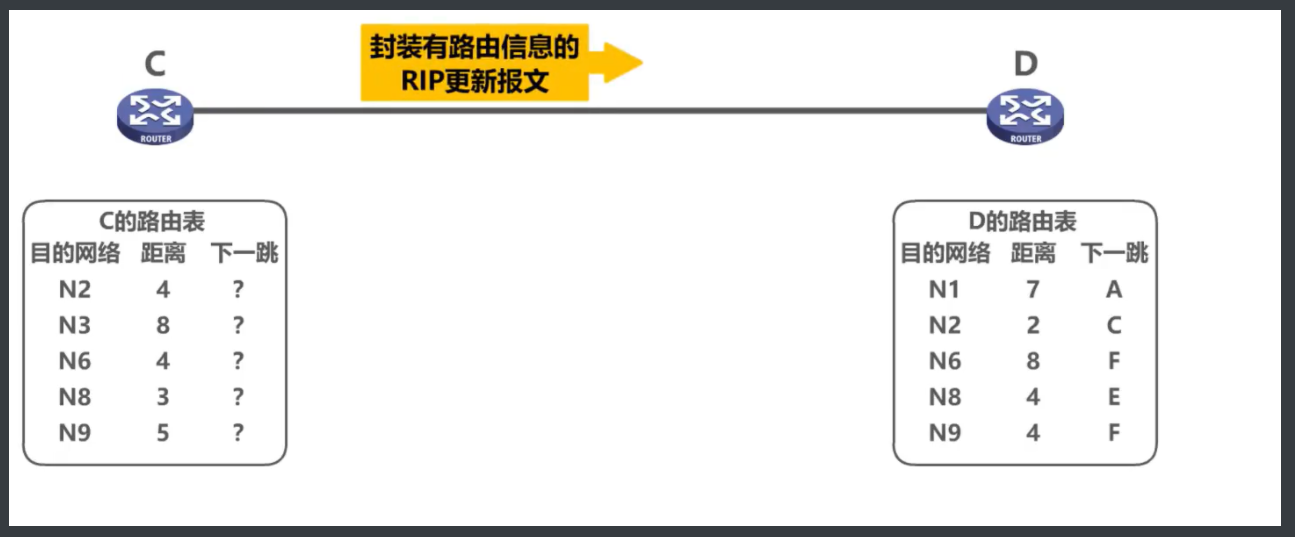 封装有路由信息的
RIP更新报文
C
D
ROUTER
ROUTER
C的路由表
目的网络 距离 下一跳
N2 4 ?
N3 8 ?
N6 4 ?
N8 3 ?
N9 5 ?
D的路由表
目的网络 距离 下一跳
N1 7 A
N2 2 C
N6 8 F
N8 4 E
N9 4 F